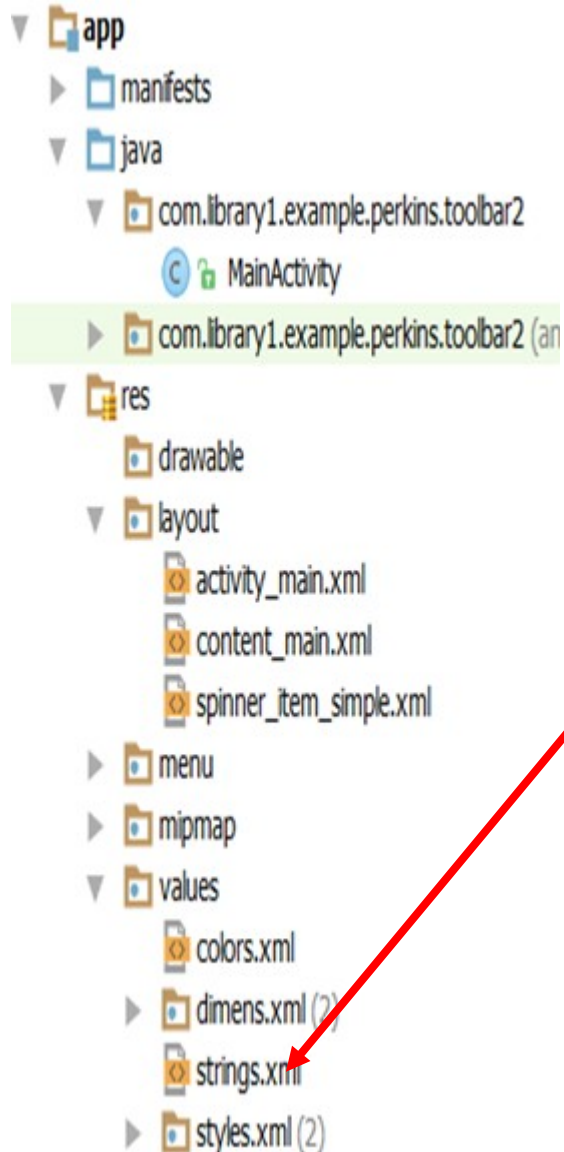 app
manifests
java
com.library1.example.perkins.toolbar2
C MainActivity
com.library1.example.perkins.toolbar2 (an
res
drawable
layout
activity_main.xml
content_main.xml
spinner_item_simple.xml
menu
mipmap
values
colors.xml
dimens.xml (2)
strings.xml
styles.xml (2)